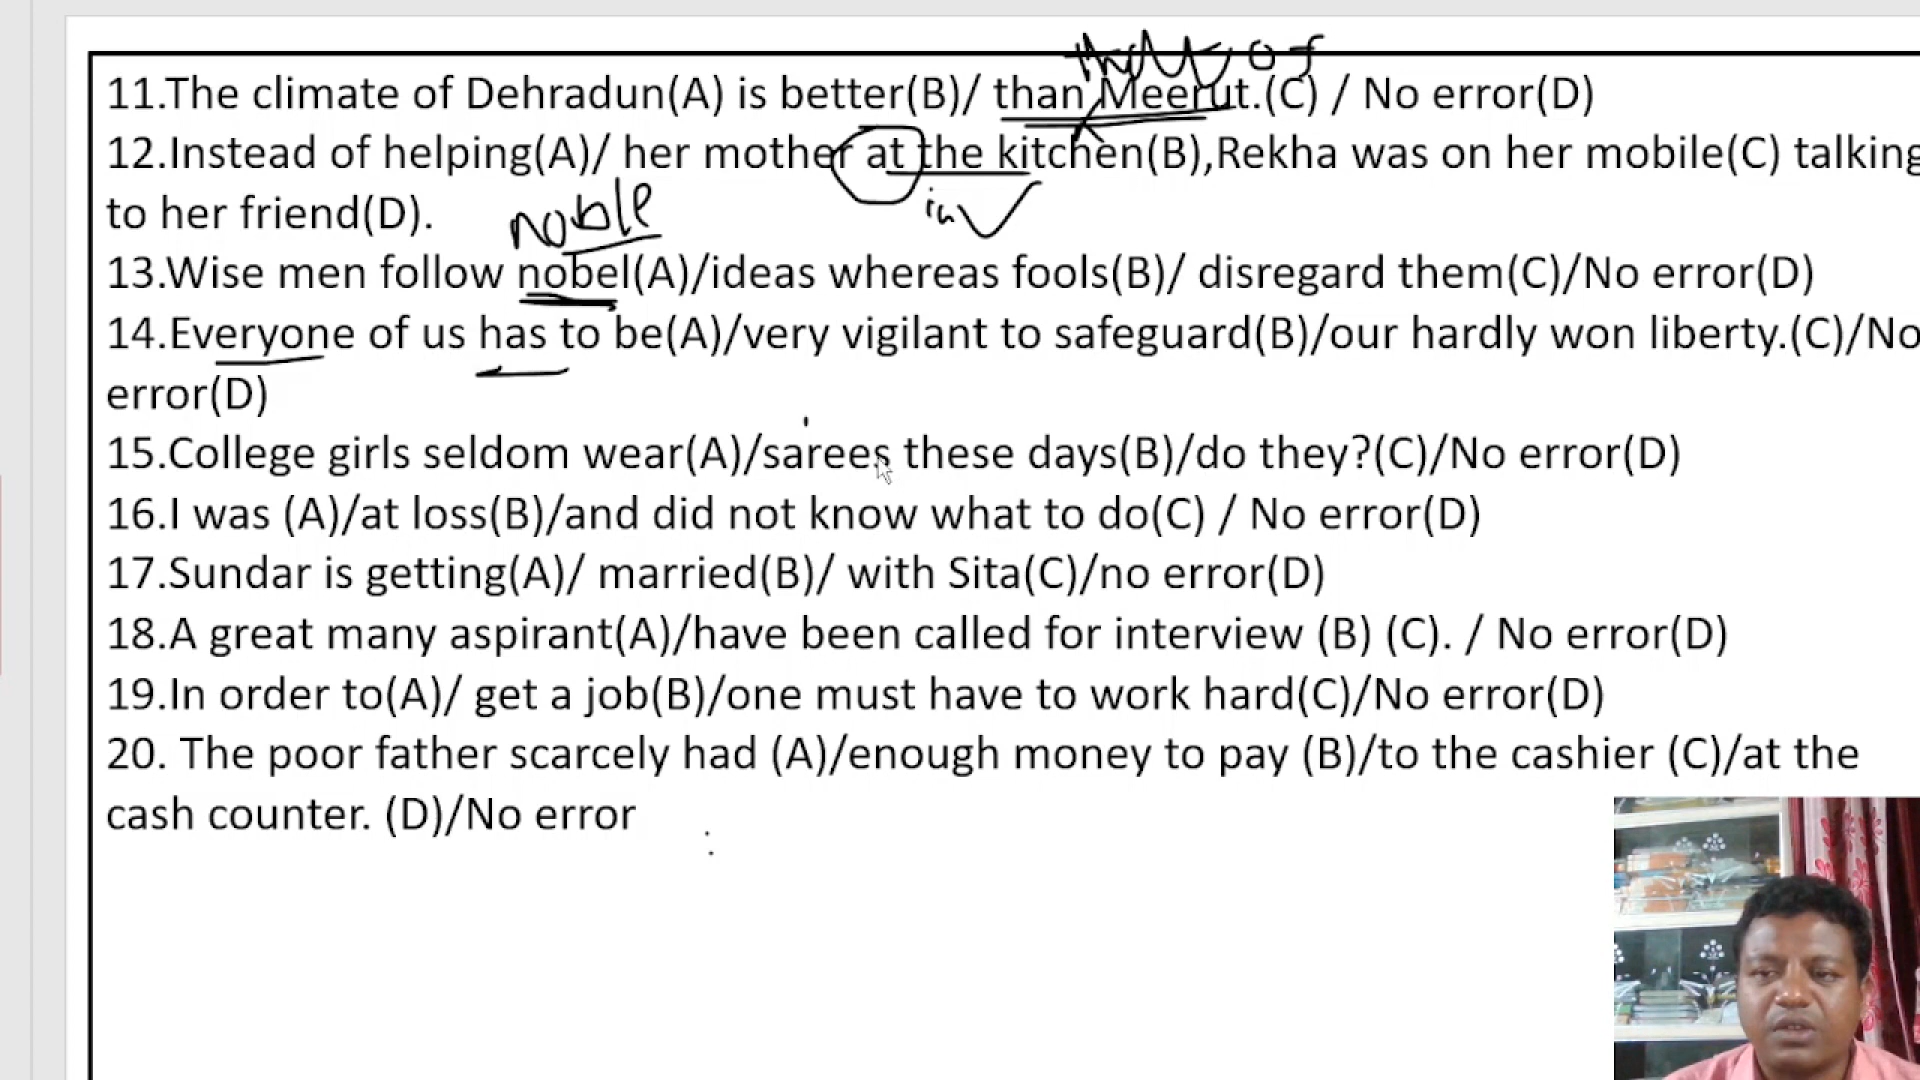 that of
11.The climate of Dehradun(A) is better(B)/ than Meerut.(C) / No error(D)
12.Instead of helping(A)/ her mother at the kitchen(B),Rekha was on her mobile(C) talking
in
to her friend(D).
noble
13.Wise men follow nobel(A)/ideas whereas fools(B)/ disregard them(C)/No error(D)
14.Everyone of us has to be(A)/very vigilant to safeguard(B)/our hardly won liberty.(C)/No
error(D)
15.College girls seldom wear(A)/sarees these days(B)/do they?(C)/No error(D)
16.I was (A)/at loss(B)/and did not know what to do(C) / No error(D)
17.Sundar is getting(A)/ married(B)/ with Sita(C)/no error(D)
18.A great many aspirant(A)/have been called for interview (B) (C). / No error(D)
19.In order to(A)/ get a job(B)/one must have to work hard(C)/No error(D)
20. The poor father scarcely had (A)/enough money to pay (B)/to the cashier (C)/at the
cash counter. (D)/No error